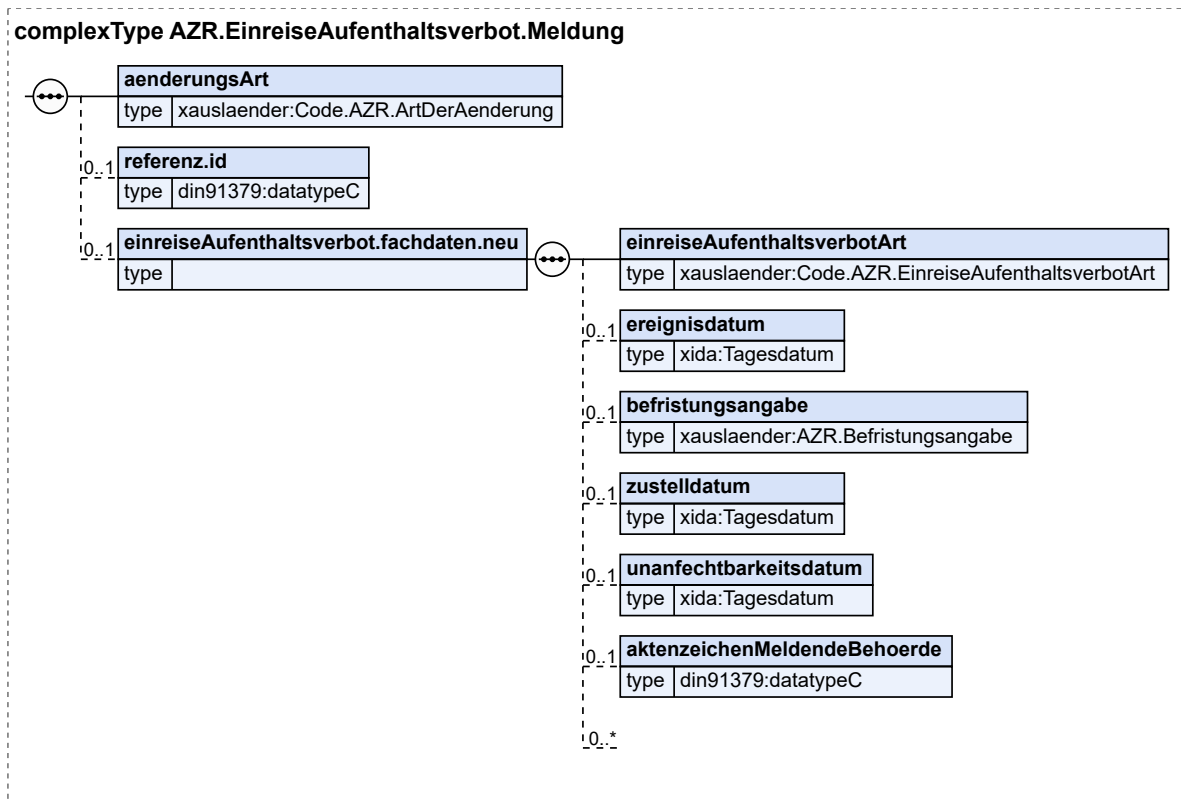 complexType AZR.EinreiseAufenthaltsverbot.Meldung
aenderungsArt
type xauslaender:Code.AZR.ArtDerAenderung
0..1 referenz.id
type din91379:datatypeC
0..1 einreiseAufenthaltsverbot.fachdaten.neu
type
einreiseAufenthaltsverbotArt
type xauslaender:Code.AZR.EinreiseAufenthaltsverbotArt
0..1 ereignisdatum
type xida:Tagesdatum
0..1 befristungsangabe
type xauslaender:AZR.Befristungsangabe
0..1 zustelldatum
type xida:Tagesdatum
0..1 unanfechtbarkeitsdatum
type xida:Tagesdatum
0..1 aktenzeichenMeldendeBehoerde
type din91379:datatypeC
0..*